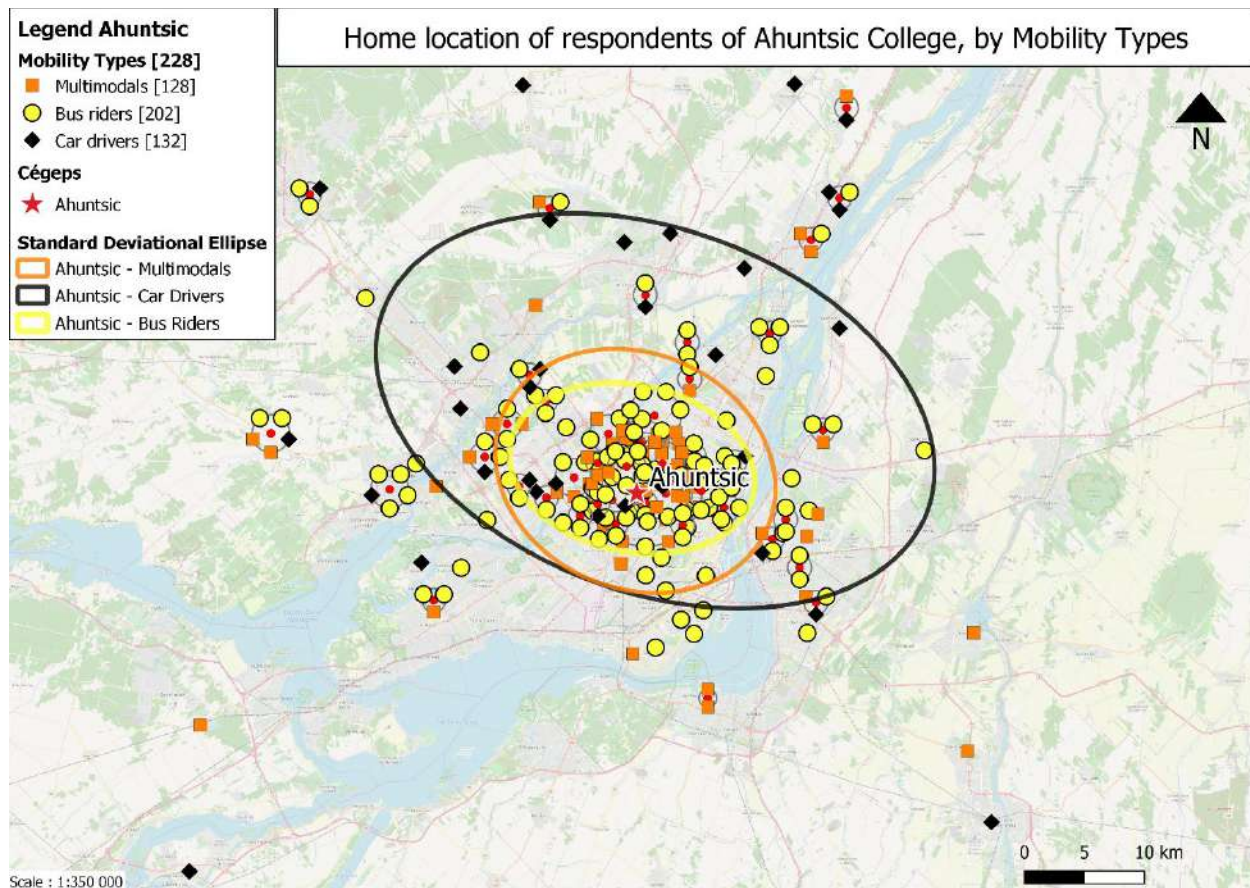 Legend Ahuntsic
Mobility Types [228]
Multimodals [128]
Bus riders [202]
Car drivers [132]
Cégeps
Ahuntsic
Standard Deviational Ellipse
Ahuntsic - Multimodals
Ahuntsic - Car Drivers
Ahuntsic - Bus Riders
Home location of respondents of Ahuntsic College, by Mobility Types
N
Ahuntsic
0 5 10 km
Scale : 1:350 000